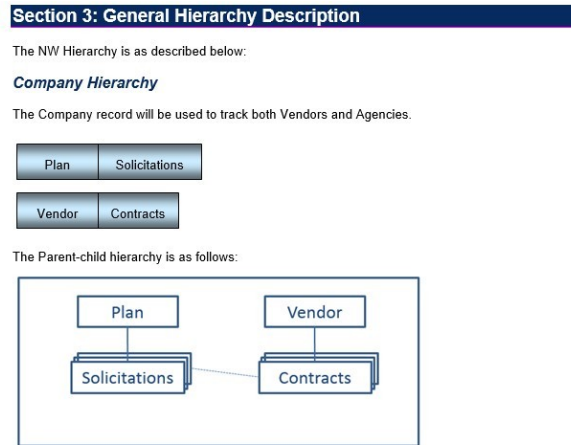 Section 3: General Hierarchy Description
The NW Hierarchy is as described below:
Company Hierarchy
The Company record will be used to track both Vendors and Agencies.
Plan Solicitations
Vendor Contracts
The Parent-child hierarchy is as follows:
Plan Vendor
Solicitations Contracts